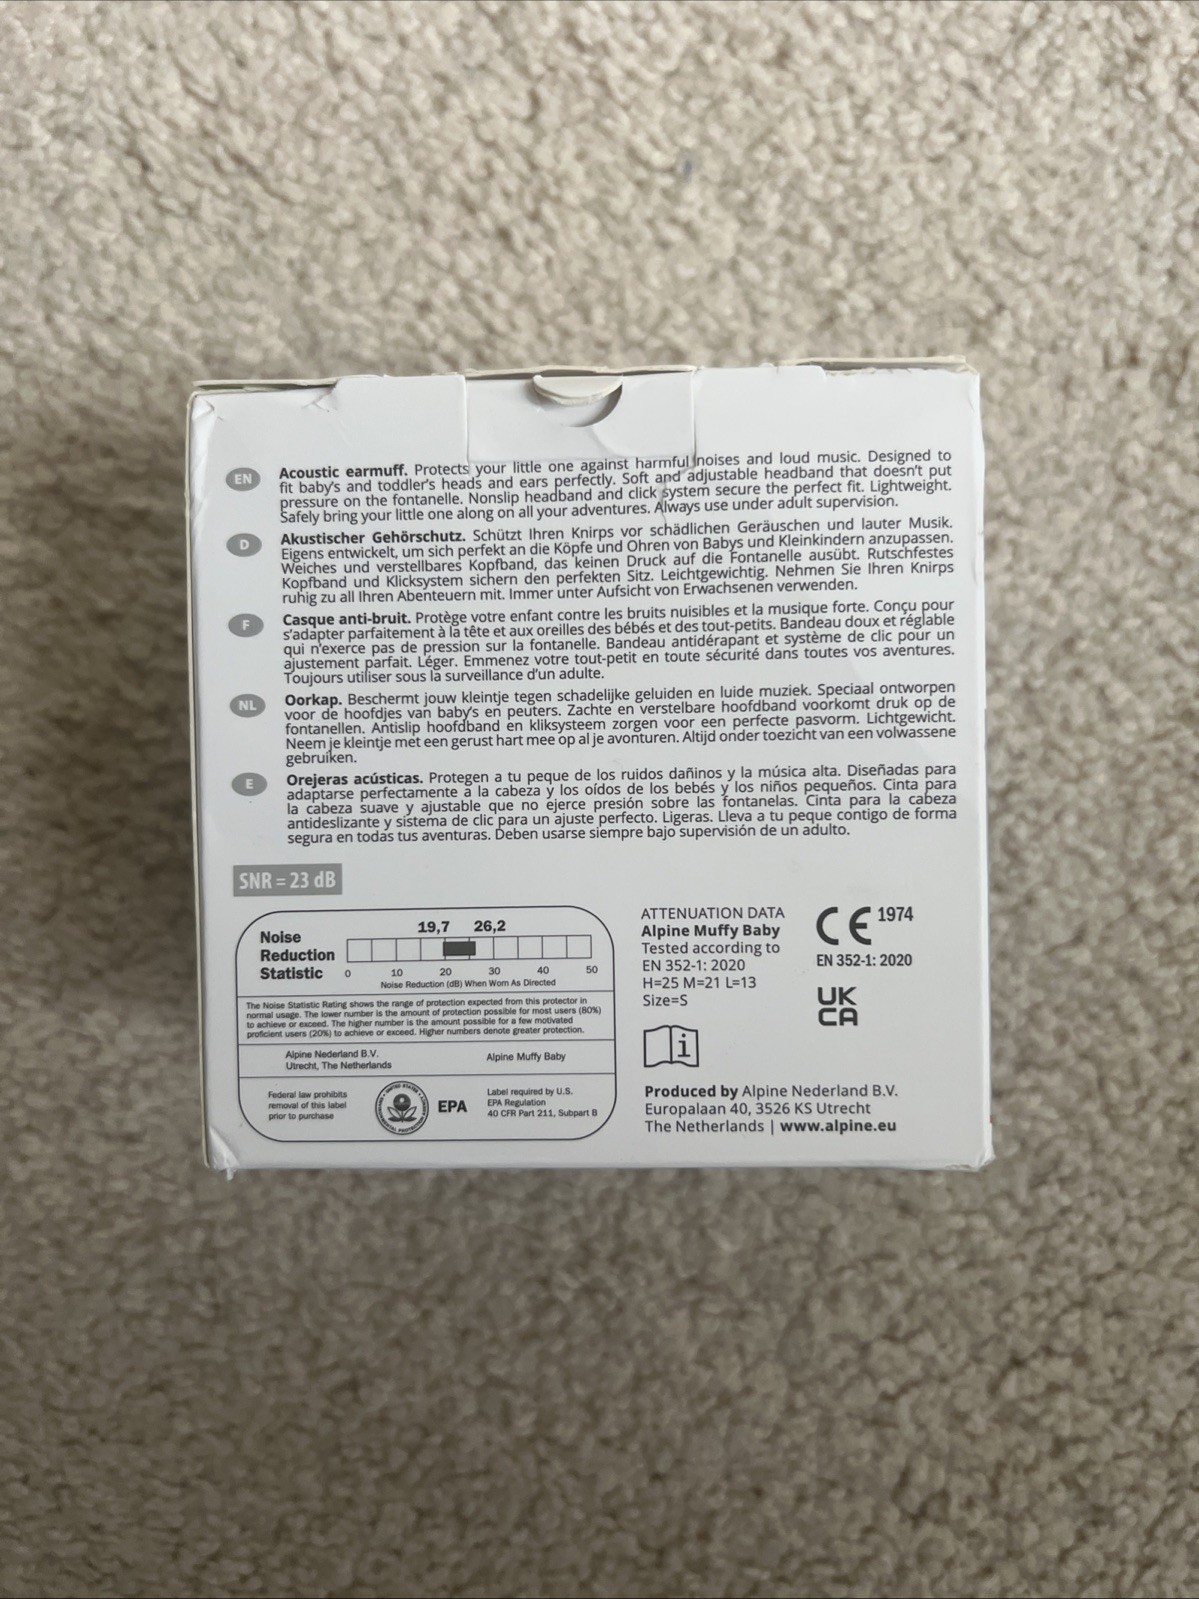 EN
Acoustic earmuff. Protects your little one against harmful noises and loud music. Designed to
fit baby's and toddler's heads and ears perfectly. Soft and adjustable headband that doesn't put
pressure on the fontanelle. Nonslip headband and click system secure the perfect fit. Lightweight.
Safely bring your little one along on all your adventures. Always use under adult supervision.
D
Akustischer Gehörschutz. Schützt Ihren Knirps vor schädlichen Geräuschen und lauter Musik.
Eigens entwickelt, um sich perfekt an die Köpfe und Ohren von Babys und Kleinkindern anzupassen.
Weiches und verstellbares Kopfband, das keinen Druck auf die Fontanelle ausübt. Rutschfestes
Kopfband und Klicksystem sichern den perfekten Sitz. Leichtgewichtig. Nehmen Sie Ihren Knirps
ruhig zu all Ihren Abenteuern mit. Immer unter Aufsicht von Erwachsenen verwenden.
F
Casque anti-bruit. Protège votre enfant contre les bruits nuisibles et la musique forte. Conçu pour
s'adapter parfaitement à la tête et aux oreilles des bébés et des tout-petits. Bandeau doux et réglable
qui n'exerce pas de pression sur la fontanelle. Bandeau antidérapant et système de clic pour un
ajustement parfait. Léger. Emmenez votre tout-petit en toute sécurité dans toutes vos aventures.
Toujours utiliser sous la surveillance d'un adulte.
NL
Oorkap. Beschermt jouw kleintje tegen schadelijke geluiden en luide muziek. Speciaal ontworpen
voor de hoofdjes van baby's en peuters. Zachte en verstelbare hoofdband voorkomt druk op de
fontanellen. Antislip hoofdband en kliksysteem zorgen voor een perfecte pasvorm. Lichtgewicht.
Neem je kleintje met een gerust hart mee op al je avonturen. Altijd onder toezicht van een volwassene
gebruiken.
E
Orejeras acústicas. Protegen a tu peque de los ruidos dañinos y la música alta. Diseñadas para
adaptarse perfectamente a la cabeza y los oídos de los bebés y los niños pequeños. Cinta para
la cabeza suave y ajustable que no ejerce presión sobre las fontanelas. Cinta para la cabeza
antideslizante y sistema de clic para un ajuste perfecto. Ligeras. Lleva a tu peque contigo de forma
segura en todas tus aventuras. Deben usarse siempre bajo supervisión de un adulto.
SNR = 23 dB
Noise
Reduction
Statistic
19,7 26,2
0 10 20 30 40 50
Noise Reduction (dB) When Worn As Directed
The Noise Statistic Rating shows the range of protection expected from this protector in
normal usage. The lower number is the amount of protection possible for most users (80%)
to achieve or exceed. The higher number is the amount possible for a few motivated
proficient users (20%) to achieve or exceed. Higher numbers denote greater protection.
Alpine Nederland B.V.
Utrecht, The Netherlands
Alpine Muffy Baby
Federal law prohibits
removal of this label
prior to purchase
EPA
Label required by U.S.
EPA Regulation
40 CFR Part 211, Subpart B
ATTENUATION DATA
Alpine Muffy Baby
Tested according to
EN 352-1: 2020
H=25 M=21 L=13
Size=S
CE 1974
EN 352-1: 2020
UK
CA
i
Produced by Alpine Nederland B.V.
Europalaan 40, 3526 KS Utrecht
The Netherlands | www.alpine.eu